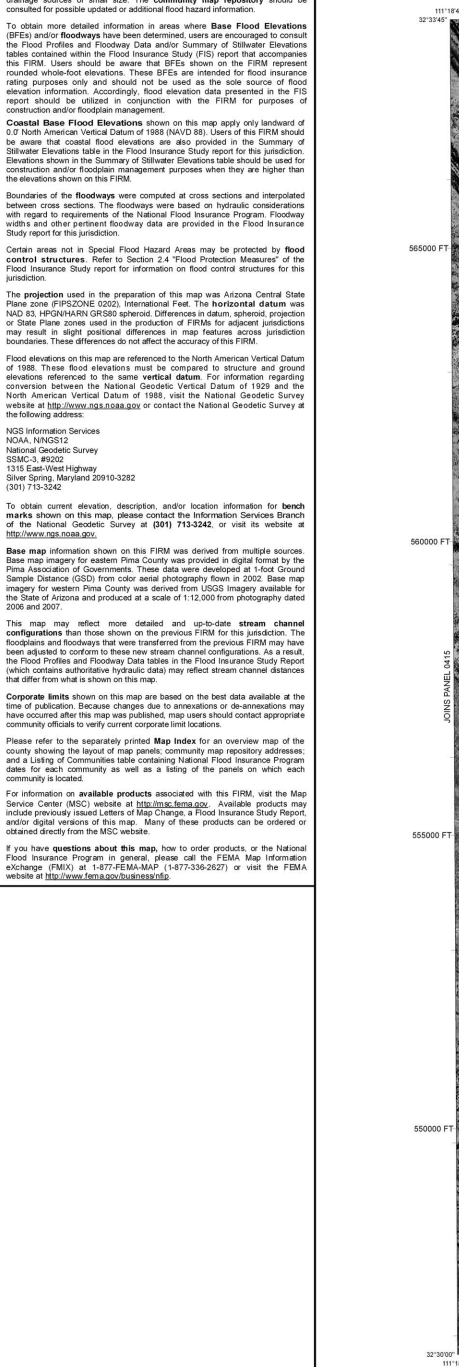 drainage sources of small size. The community map repository should be
consulted for possible updated or additional flood hazard information.
To obtain more detailed information in areas where Base Flood Elevations
(BFEs) and/or floodways have been determined, users are encouraged to consult
the Flood Profiles and Floodway Data and/or Summary of Stillwater Elevations
tables contained within the Flood Insurance Study (FIS) report that accompanies
this FIRM. Users should be aware that BFEs shown on the FIRM represent
rounded whole-foot elevations. These BFEs are intended for flood insurance
rating purposes only and should not be used as the sole source of flood
elevation information. Accordingly, flood elevation data presented in the FIS
report should be utilized in conjunction with the FIRM for purposes of
construction and/or floodplain management.
Coastal Base Flood Elevations shown on this map apply only landward of
0.0' North American Vertical Datum of 1988 (NAVD 88). Users of this FIRM should
be aware that coastal flood elevations are also provided in the Summary of
Stillwater Elevations table in the Flood Insurance Study report for this jurisdiction.
Elevations shown in the Summary of Stillwater Elevations table should be used for
construction and/or floodplain management purposes when they are higher than
the elevations shown on this FIRM.
Boundaries of the floodways were computed at cross sections and interpolated
between cross sections. The floodways were based on hydraulic considerations
with regard to requirements of the National Flood Insurance Program. Floodway
widths and other pertinent floodway data are provided in the Flood Insurance
Study report for this jurisdiction.
Certain areas not in Special Flood Hazard Areas may be protected by flood
control structures. Refer to Section 2.4 "Flood Protection Measures" of the
Flood Insurance Study report for information on flood control structures for this
jurisdiction.
The projection used in the preparation of this map was Arizona Central State
Plane zone (FIPSZONE 0202), International Feet. The horizontal datum was
NAD 83, HPGN/HARN GRS80 spheroid. Differences in datum, spheroid, projection
or State Plane zones used in the production of FIRMs for adjacent jurisdictions
may result in slight positional differences in map features across jurisdiction
boundaries. These differences do not affect the accuracy of this FIRM.
Flood elevations on this map are referenced to the North American Vertical Datum
of 1988. These flood elevations must be compared to structure and ground
elevations referenced to the same vertical datum. For information regarding
conversion between the National Geodetic Vertical Datum of 1929 and the
North American Vertical Datum of 1988, visit the National Geodetic Survey
website at http://www.ngs.noaa.gov or contact the National Geodetic Survey at
the following address:
NGS Information Services
NOAA, N/NGS12
National Geodetic Survey
SSMC-3, #9202
1315 East-West Highway
Silver Spring, Maryland 20910-3282
(301) 713-3242
To obtain current elevation, description, and/or location information for bench
marks shown on this map, please contact the Information Services Branch
of the National Geodetic Survey at (301) 713-3242, or visit its website at
http://www.ngs.noaa.gov.
Base map information shown on this FIRM was derived from multiple sources.
Base map imagery for eastern Pima County was provided in digital format by the
Pima Association of Governments. These data were developed at 1-foot Ground
Sample Distance (GSD) from color aerial photography flown in 2002. Base map
imagery for western Pima County was derived from USGS Imagery available for
the State of Arizona and produced at a scale of 1:12,000 from photography dated
2006 and 2007.
This map may reflect more detailed and up-to-date stream channel
configurations than those shown on the previous FIRM for this jurisdiction. The
floodplains and floodways that were transferred from the previous FIRM may have
been adjusted to conform to these new stream channel configurations. As a result,
the Flood Profiles and Floodway Data tables in the Flood Insurance Study Report
(which contains authoritative hydraulic data) may reflect stream channel distances
that differ from what is shown on this map.
Corporate limits shown on this map are based on the best data available at the
time of publication. Because changes due to annexations or de-annexations may
have occurred after this map was published, map users should contact appropriate
community officials to verify current corporate limit locations.
Please refer to the separately printed Map Index for an overview map of the
county showing the layout of map panels; community map repository addresses;
and a Listing of Communities table containing National Flood Insurance Program
dates for each community as well as a listing of the panels on which each
community is located.
For information on available products associated with this FIRM, visit the Map
Service Center (MSC) website at http://msc.fema.gov. Available products may
include previously issued Letters of Map Change, a Flood Insurance Study Report,
and/or digital versions of this map. Many of these products can be ordered or
obtained directly from the MSC website.
If you have questions about this map, how to order products, or the National
Flood Insurance Program in general, please call the FEMA Map Information
eXchange (FMIX) at 1-877-FEMA-MAP (1-877-336-2627) or visit the FEMA
website at http://www.fema.gov/business/nfip.
111°18'4
32°33'45"
565000 FT
560000 FT
JOINS PANEL 0415
555000 FT
550000 FT
32°30'00"
111°1